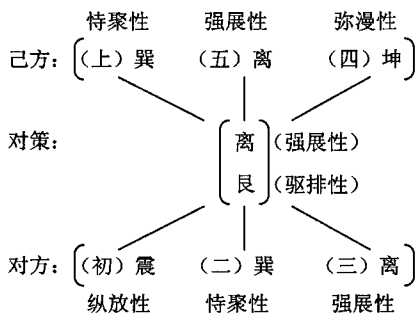 恃聚性 强展性 弥漫性
己方：（上）巽 （五）离 （四）坤
对策： 离（强展性）
艮（驱排性）
对方：（初）震 （二）巽 （三）离
纵放性 恃聚性 强展性